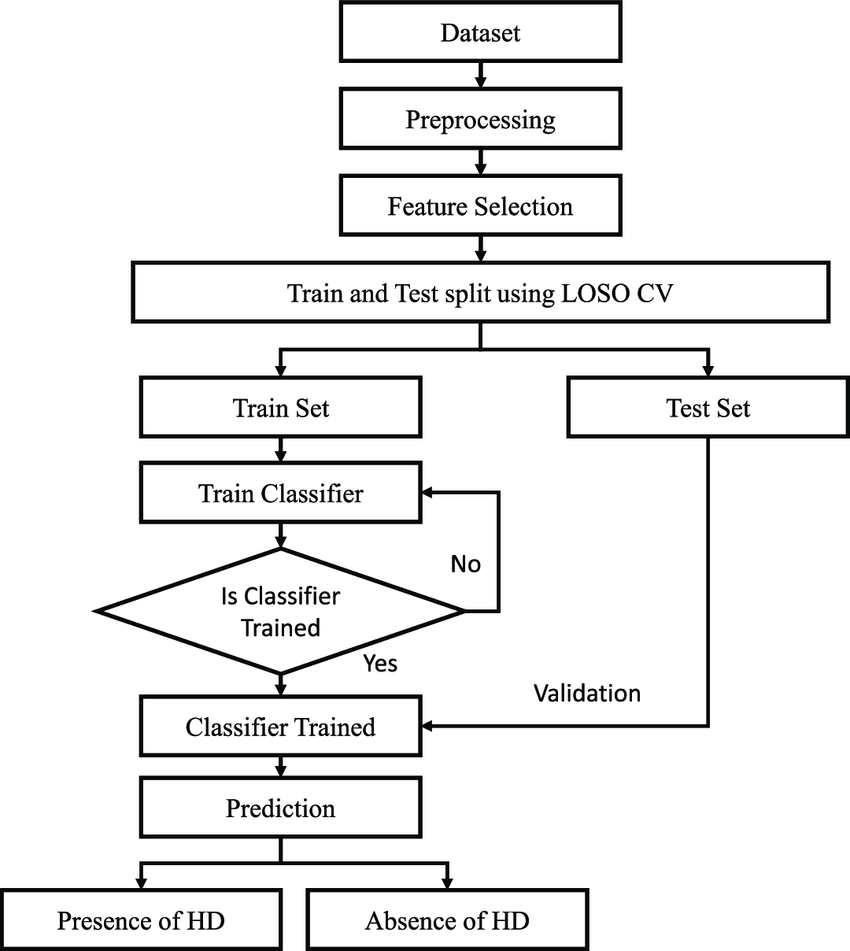 Dataset
Preprocessing
Feature Selection
Train and Test split using LOSO CV
Train Set
Test Set
Train Classifier
No
Is Classifier
Trained
Yes
Validation
Classifier Trained
Prediction
Presence of HD
Absence of HD